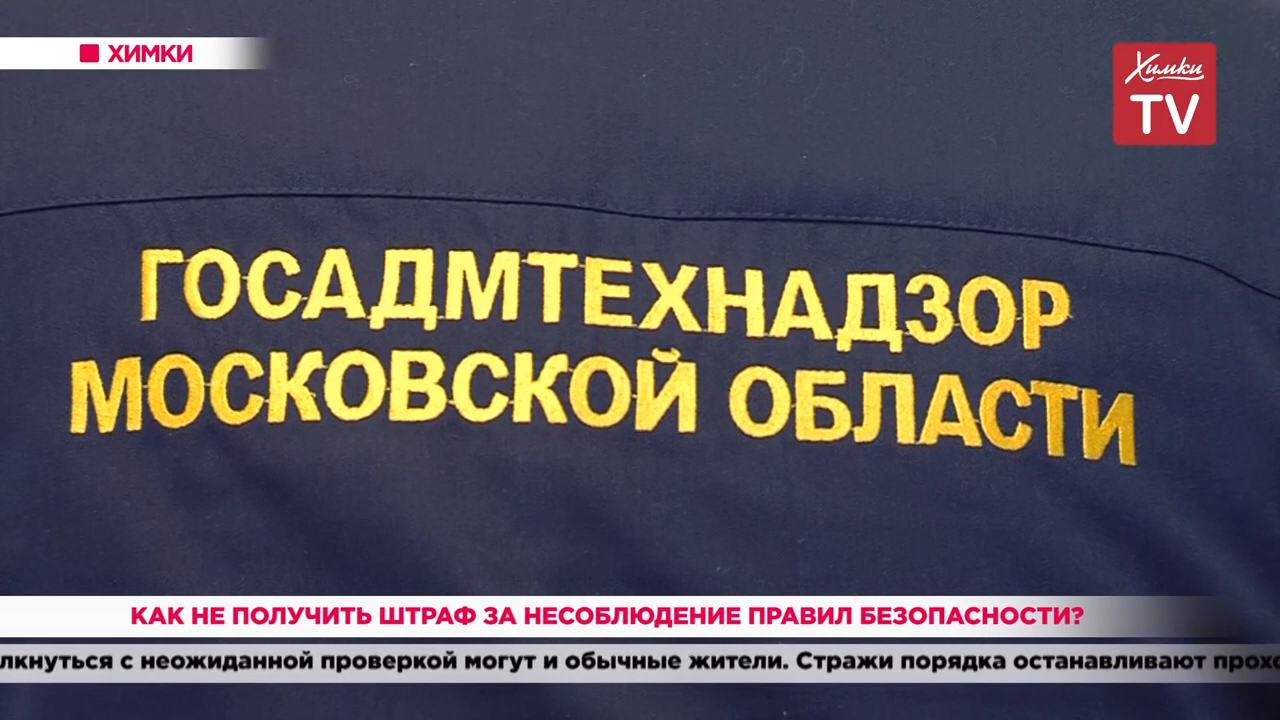 ХИМКИ
Химки
TV
ГОСАДМТЕХНАДЗОР
МОСКОВСКОЙ ОБЛАСТИ
КАК НЕ ПОЛУЧИТЬ ШТРАФ ЗА НЕСОБЛЮДЕНИЕ ПРАВИЛ БЕЗОПАСНОСТИ?
лкнуться с неожиданной проверкой могут и обычные жители. Стражи порядка останавливают прохо